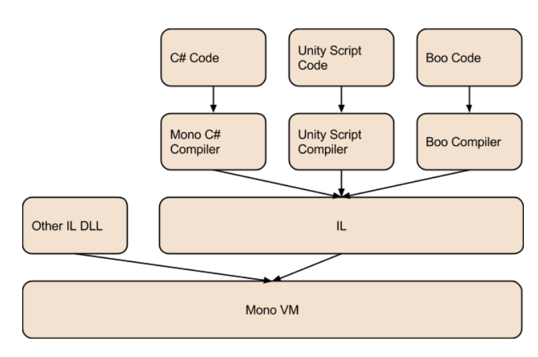 C# Code
Unity Script
Code
Boo Code
Mono C#
Compiler
Unity Script
Compiler
Boo Compiler
Other IL DLL
IL
Mono VM